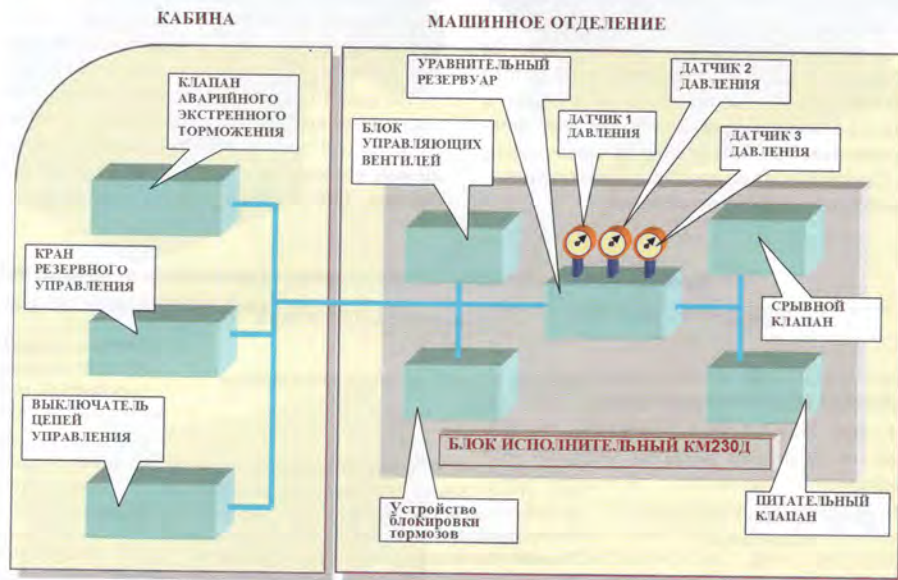 КАБИНА
МАШИННОЕ ОТДЕЛЕНИЕ
КЛАПАН
АВАРИЙНОГО
ЭКСТРЕННОГО
ТОРМОЖЕНИЯ
КРАН
РЕЗЕРВНОГО
УПРАВЛЕНИЯ
ВЫКЛЮЧАТЕЛЬ
ЦЕПЕЙ
УПРАВЛЕНИЯ
БЛОК
УПРАВЛЯЮЩИХ
ВЕНТИЛЕЙ
УРАВНИТЕЛЬНЫЙ
РЕЗЕРВУАР
ДАТЧИК 1
ДАВЛЕНИЯ
ДАТЧИК 2
ДАВЛЕНИЯ
ДАТЧИК 3
ДАВЛЕНИЯ
СРЫВНОЙ
КЛАПАН
БЛОК ИСПОЛНИТЕЛЬНЫЙ КМ230Д
Устройство
блокировки
тормозов
ПИТАТЕЛЬНЫЙ
КЛАПАН